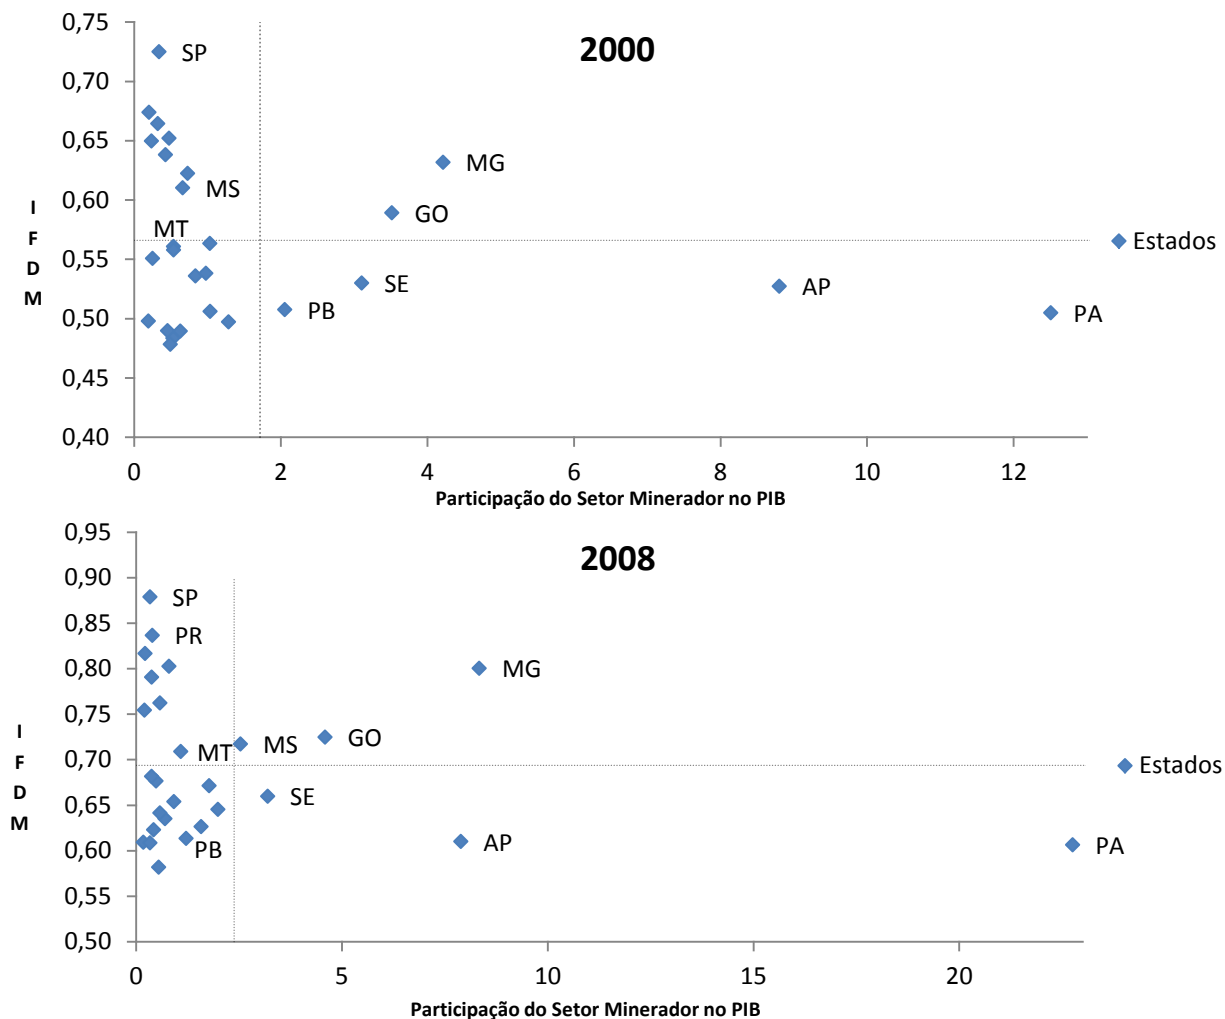 2000
0,75
0,70
0,65
0,60
0,55
0,50
0,45
0,40
I
F
D
M
SP
MG
MS
GO
MT
Estados
SE
AP
PB
PA
0
2
4
6
8
10
12
Participação do Setor Minerador no PIB
2008
0,95
0,90
0,85
0,80
0,75
0,70
0,65
0,60
0,55
0,50
I
F
D
M
SP
PR
MG
MT
MS
GO
Estados
SE
PB
AP
PA
0
5
10
15
20
Participação do Setor Minerador no PIB